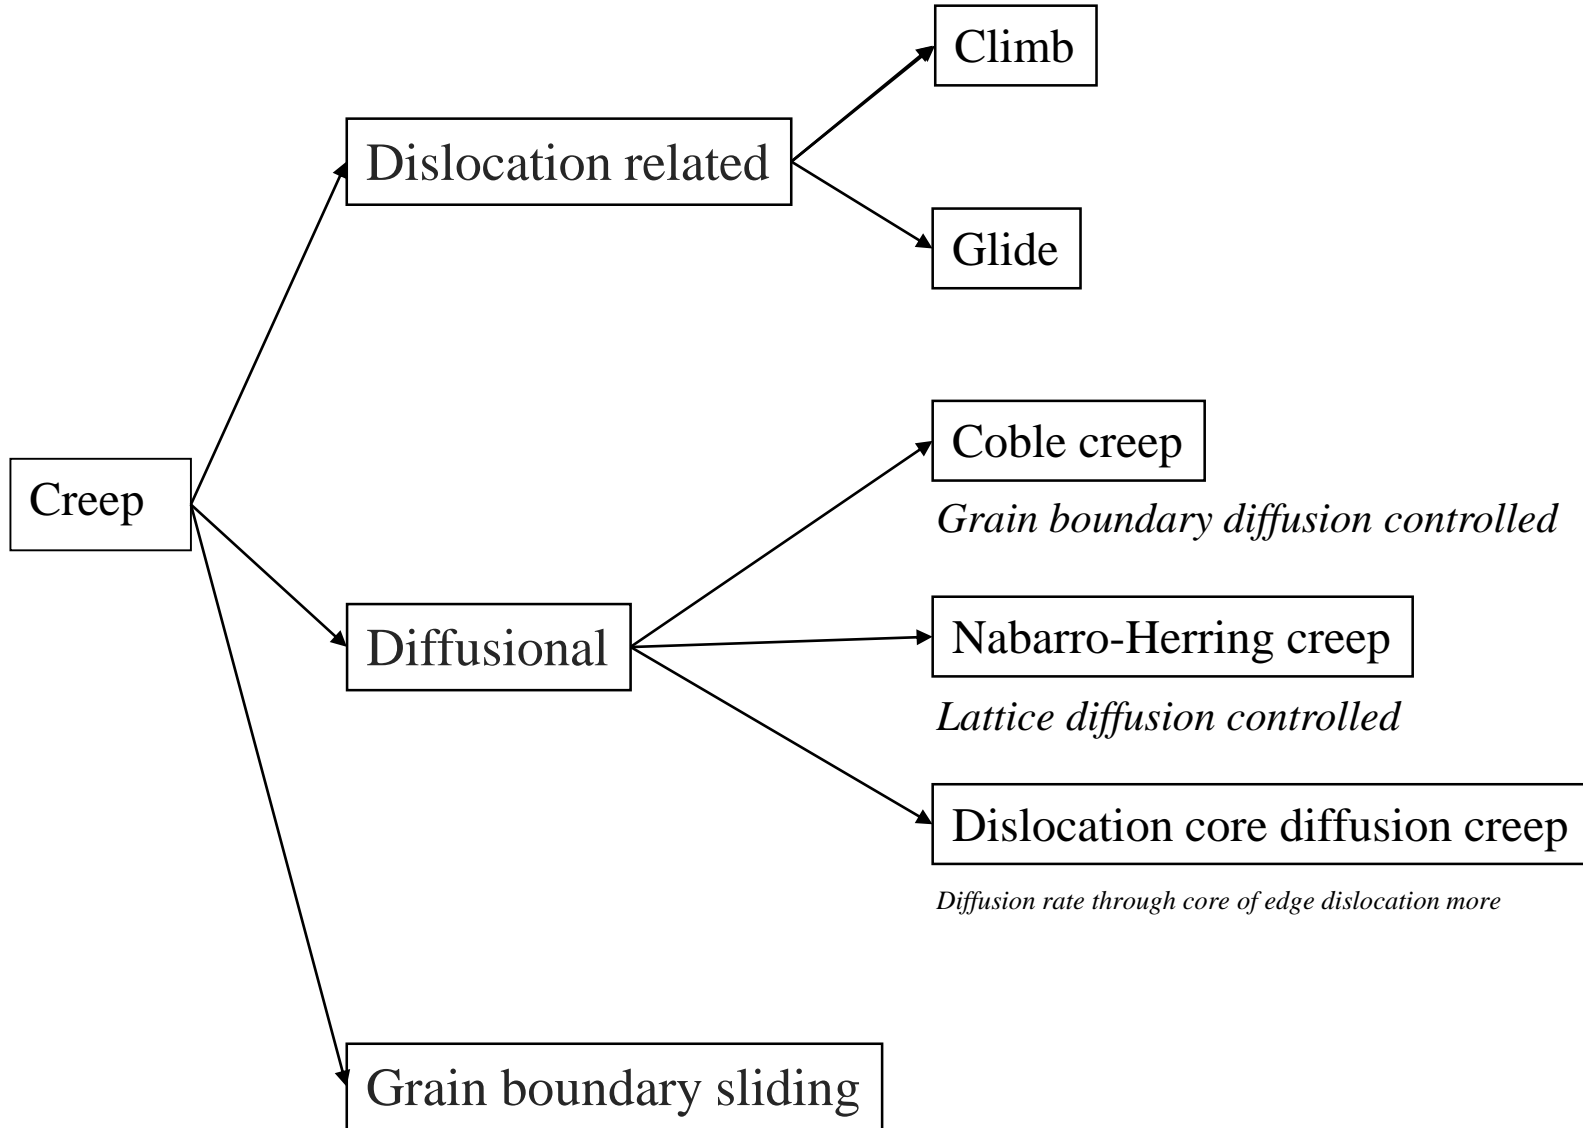 Climb
Dislocation related
Glide
Coble creep
Creep
Grain boundary diffusion controlled
Nabarro-Herring creep
Diffusional
Lattice diffusion controlled
Dislocation core diffusion creep
Diffusion rate through core of edge dislocation more
Grain boundary sliding